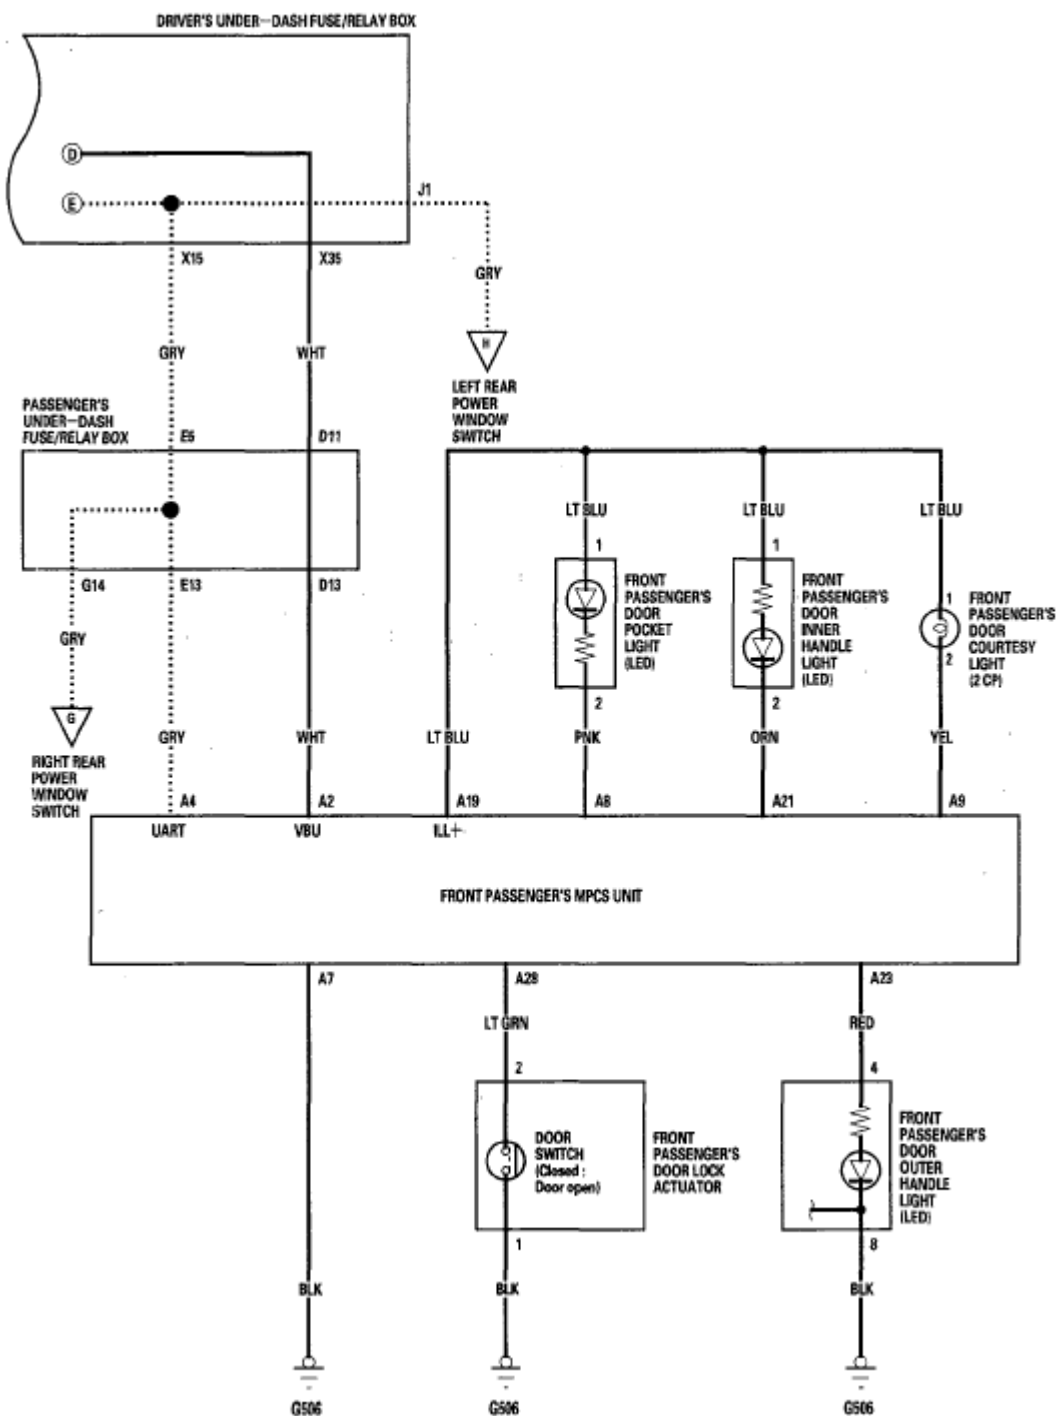 DRIVER'S UNDER-DASH FUSE/RELAY BOX
D
E
J1
X15
X35
GRY
H
GRY
WHT
LEFT REAR
POWER
WINDOW
SWITCH
PASSENGER'S
UNDER-DASH
FUSE/RELAY BOX
E5
D11
LT BLU
LT BLU
LT BLU
1
1
G14
E13
D13
FRONT
PASSENGER'S
DOOR
POCKET
LIGHT
(LED)
FRONT
PASSENGER'S
DOOR
INNER
HANDLE
LIGHT
(LED)
1
2
FRONT
PASSENGER'S
DOOR
COURTESY
LIGHT
(2 CP)
GRY
2
2
G
RIGHT REAR
POWER
WINDOW
SWITCH
GRY
WHT
LT BLU
PNK
ORN
YEL
A4
A2
A19
A8
A21
A9
UART
VBU
ILL+
FRONT PASSENGER'S MPCS UNIT
A7
A28
A23
LT GRN
RED
2
4
DOOR
SWITCH
(Closed :
Door open)
FRONT
PASSENGER'S
DOOR LOCK
ACTUATOR
FRONT
PASSENGER'S
DOOR
OUTER
HANDLE
LIGHT
(LED)
1
8
BLK
BLK
BLK
G506
G506
G506